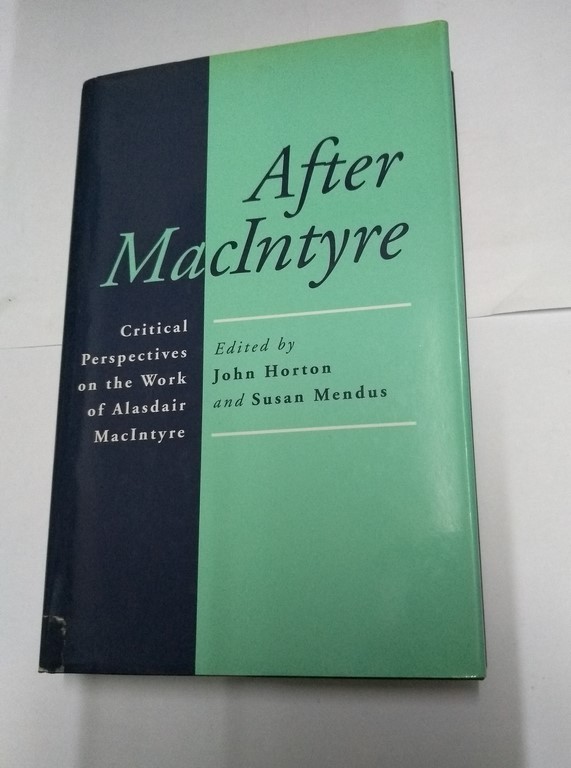 After
MacIntyre
Critical
Perspectives
on the Work
of Alasdair
MacIntyre
Edited by
John Horton
and Susan Mendus